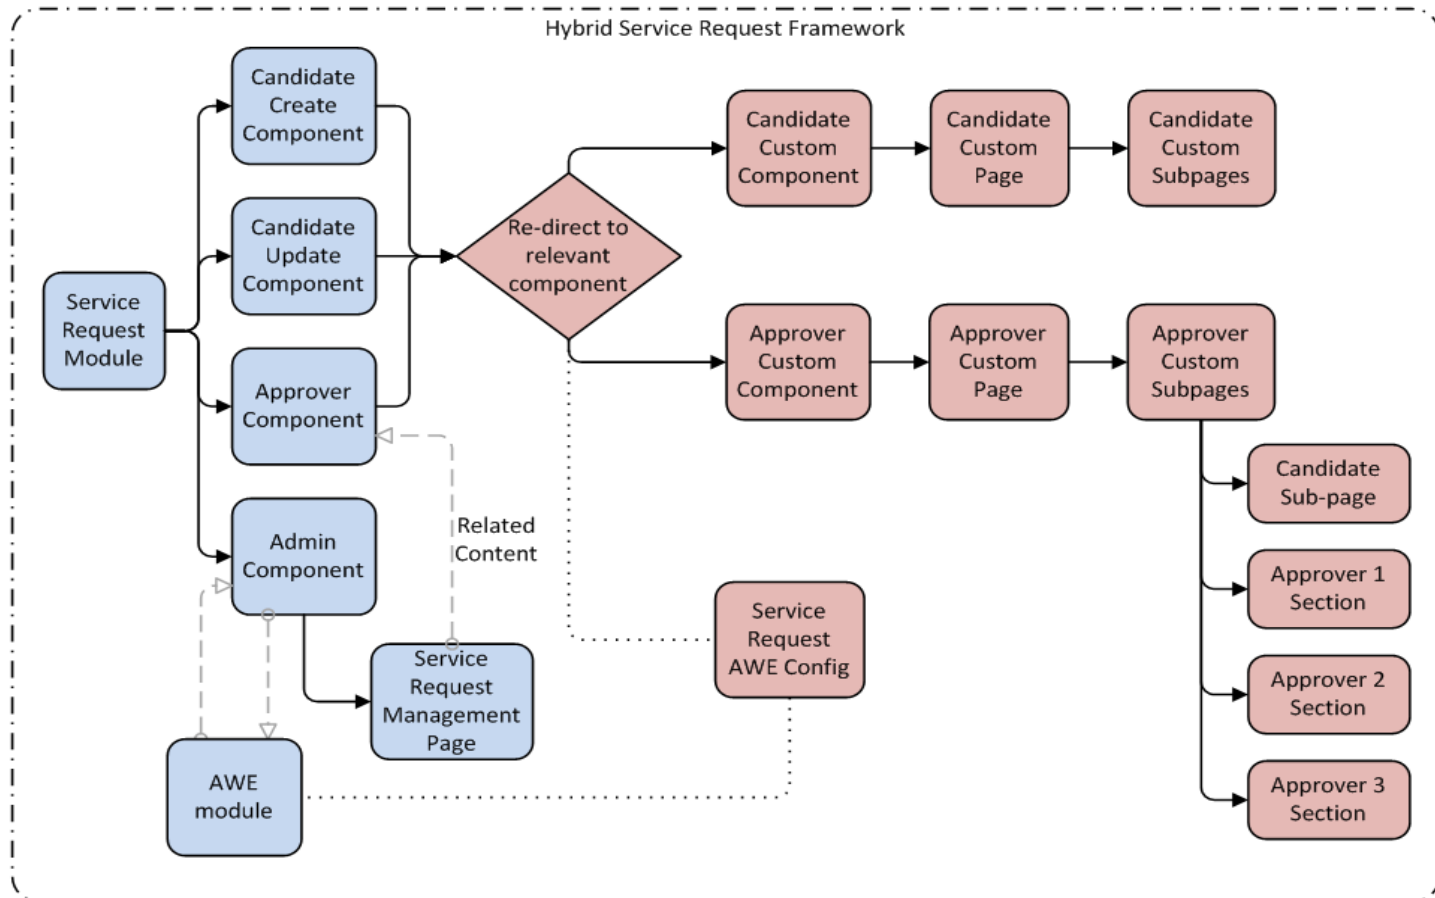 Hybrid Service Request Framework
Candidate
Create
Component
Candidate
Update
Component
Service
Request
Module
Approver
Component
Admin
Component
Related
Content
Service
Request
Management
Page
AWE
module
Re-direct to
relevant
component
Candidate
Custom
Component
Candidate
Custom
Page
Candidate
Custom
Subpages
Approver
Custom
Component
Approver
Custom
Page
Approver
Custom
Subpages
Service
Request
AWE Config
Candidate
Sub-page
Approver 1
Section
Approver 2
Section
Approver 3
Section